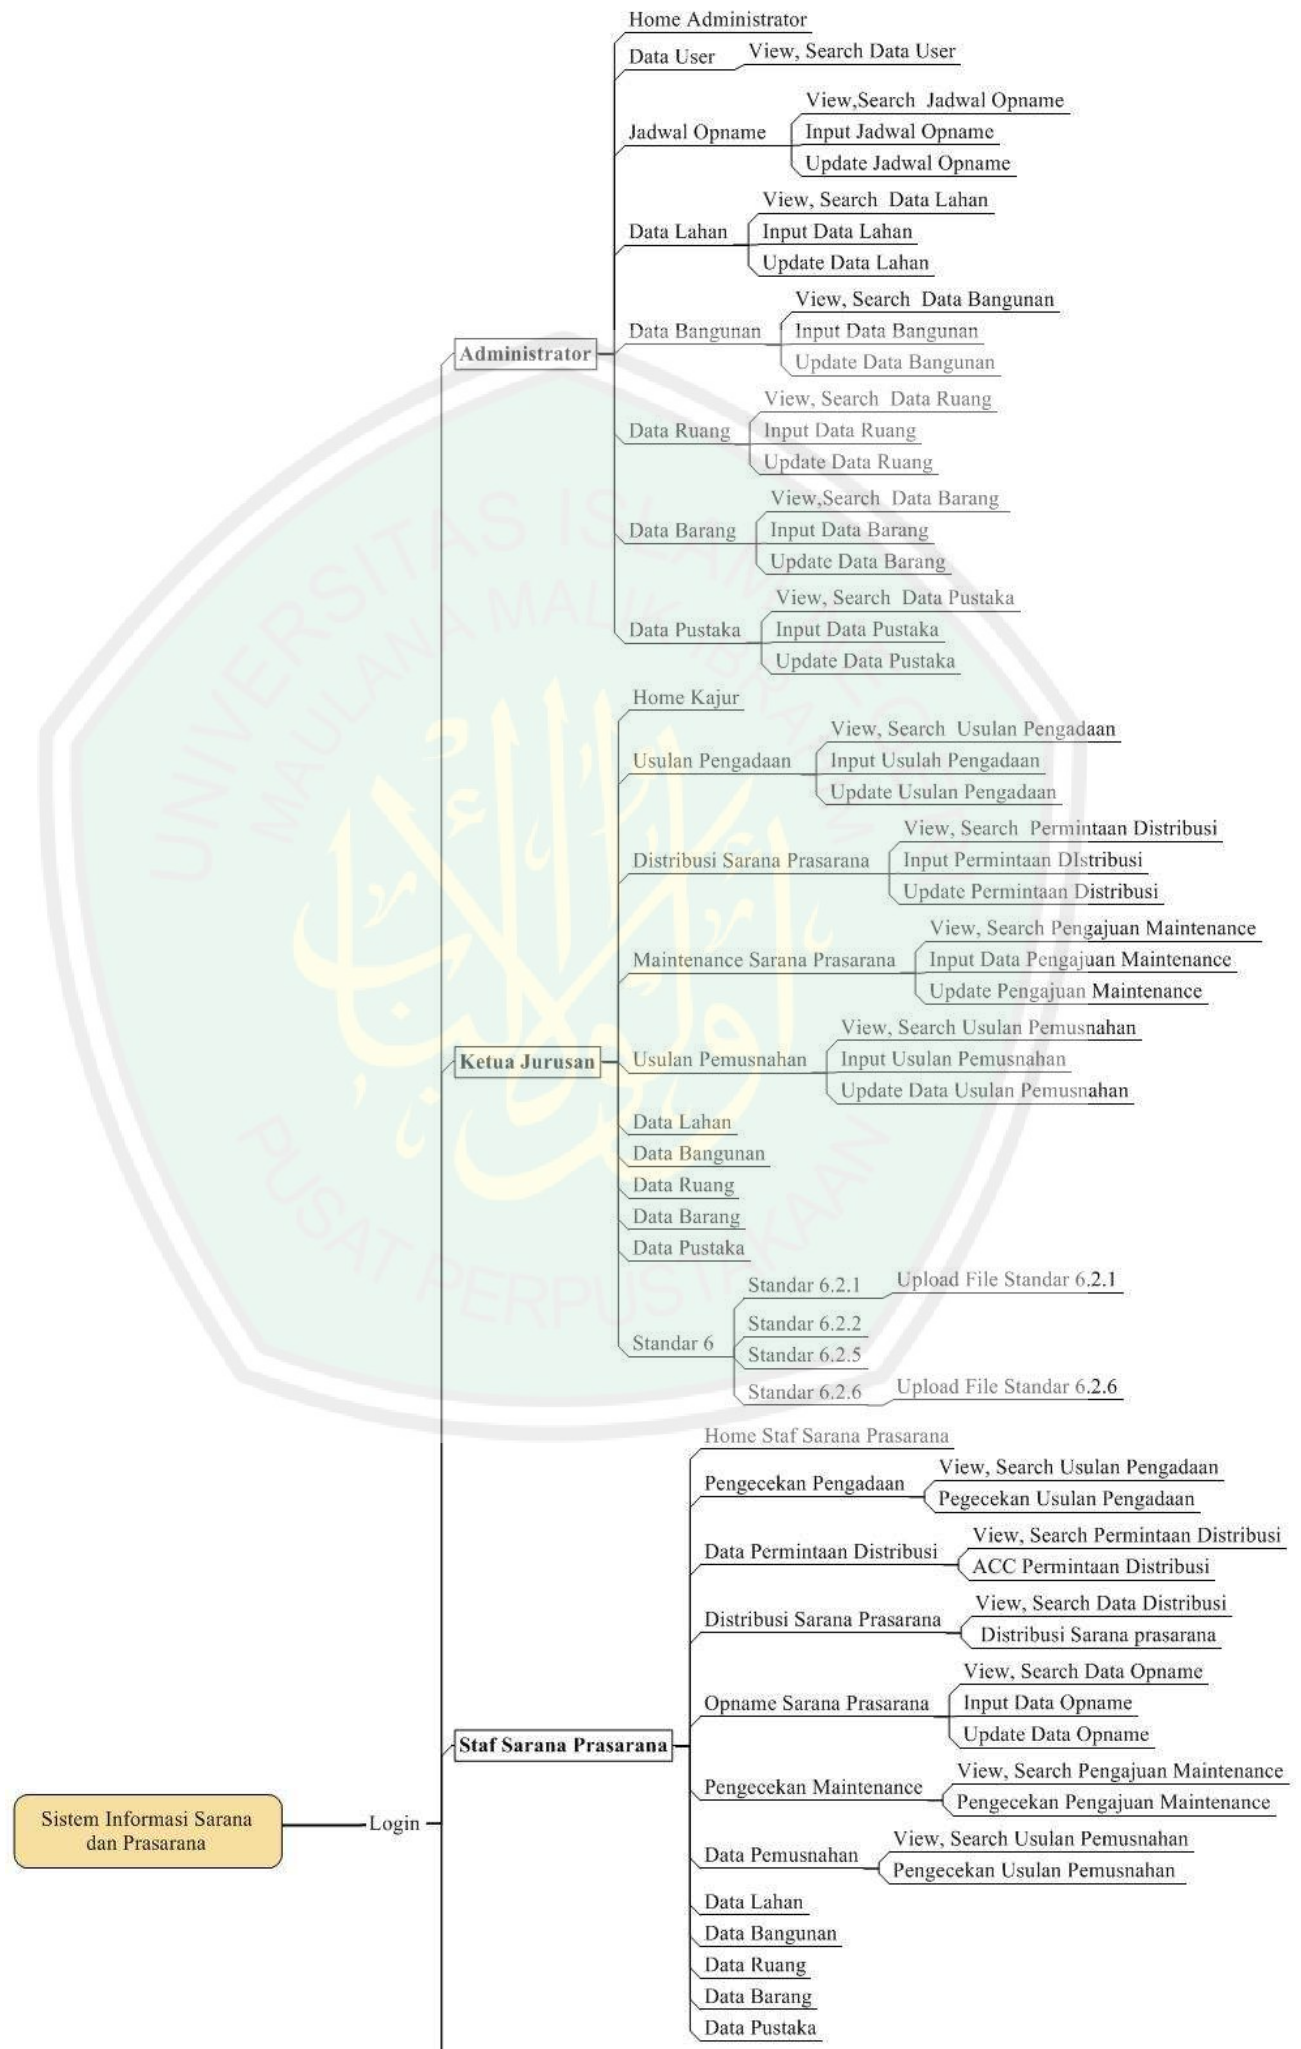 Home Administrator
Data User
View, Search Data User
Jadwal Opname
View,Search Jadwal Opname
Input Jadwal Opname
Update Jadwal Opname
Data Lahan
View, Search Data Lahan
Input Data Lahan
Update Data Lahan
Data Bangunan
View, Search Data Bangunan
Input Data Bangunan
Update Data Bangunan
Administrator
Data Ruang
View, Search Data Ruang
Input Data Ruang
Update Data Ruang
Data Barang
View,Search Data Barang
Input Data Barang
Update Data Barang
Data Pustaka
View, Search Data Pustaka
Input Data Pustaka
Update Data Pustaka
Home Kajur
Usulan Pengadaan
View, Search Usulan Pengadaan
Input Usulah Pengadaan
Update Usulan Pengadaan
Distribusi Sarana Prasarana
View, Search Permintaan Distribusi
Input Permintaan DIstribusi
Update Permintaan Distribusi
Maintenance Sarana Prasarana
View, Search Pengajuan Maintenance
Input Data Pengajuan Maintenance
Update Pengajuan Maintenance
Ketua Jurusan
Usulan Pemusnahan
View, Search Usulan Pemusnahan
Input Usulan Pemusnahan
Update Data Usulan Pemusnahan
Data Lahan
Data Bangunan
Data Ruang
Data Barang
Data Pustaka
Standar 6
Standar 6.2.1
Upload File Standar 6.2.1
Standar 6.2.2
Standar 6.2.5
Standar 6.2.6
Upload File Standar 6.2.6
Home Staf Sarana Prasarana
Pengecekan Pengadaan
View, Search Usulan Pengadaan
Pegecekan Usulan Pengadaan
Data Permintaan Distribusi
View, Search Permintaan Distribusi
ACC Permintaan Distribusi
Distribusi Sarana Prasarana
View, Search Data Distribusi
Distribusi Sarana prasarana
Opname Sarana Prasarana
View, Search Data Opname
Input Data Opname
Update Data Opname
Staf Sarana Prasarana
Pengecekan Maintenance
View, Search Pengajuan Maintenance
Pengecekan Pengajuan Maintenance
Sistem Informasi Sarana
dan Prasarana
Login
Data Pemusnahan
View, Search Usulan Pemusnahan
Pengecekan Usulan Pemusnahan
Data Lahan
Data Bangunan
Data Ruang
Data Barang
Data Pustaka
UNIVERSITAS ISLAM NEGERI
MAULANA MALIK IBRAHIM
PUSAT PERPUSTAKAAN